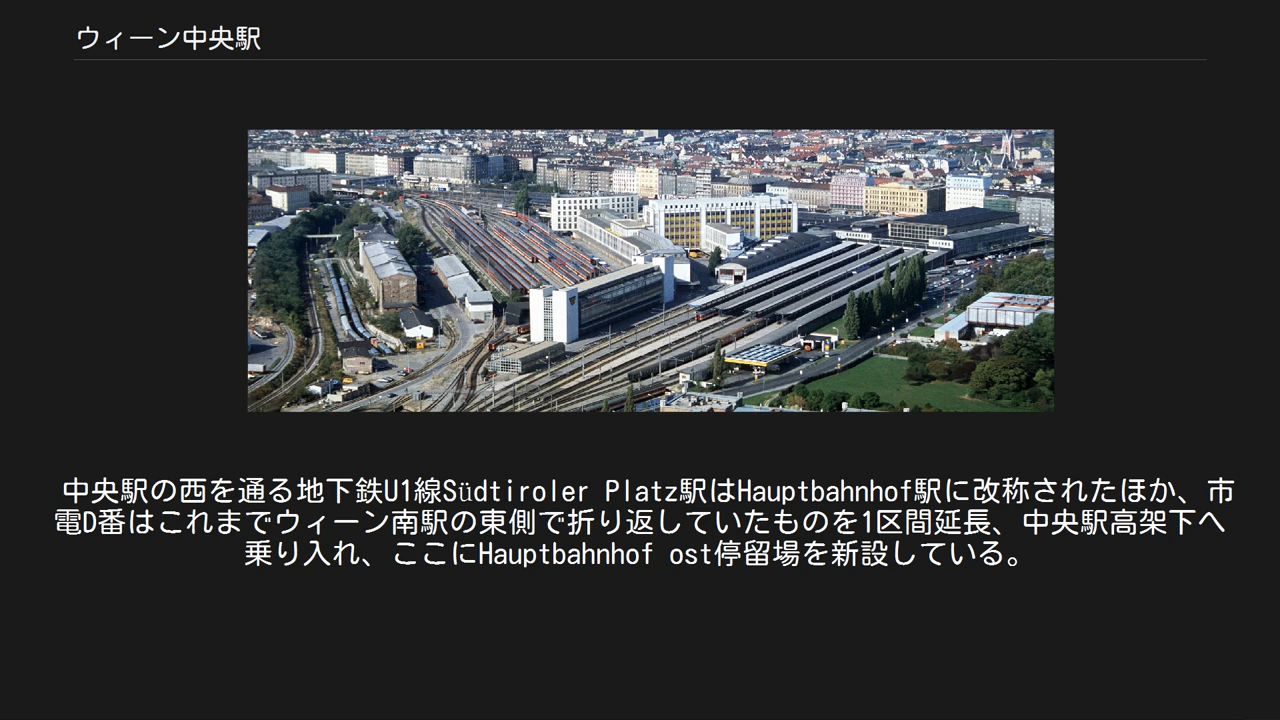 ウィーン中央駅
中央駅の西を通る地下鉄U1線Südtiroler Platz駅はHauptbahnhof駅に改称されたほか、市
電D番はこれまでウィーン南駅の東側で折り返していたものを1区間延長、中央駅高架下へ
乗り入れ、ここにHauptbahnhof ost停留場を新設している。